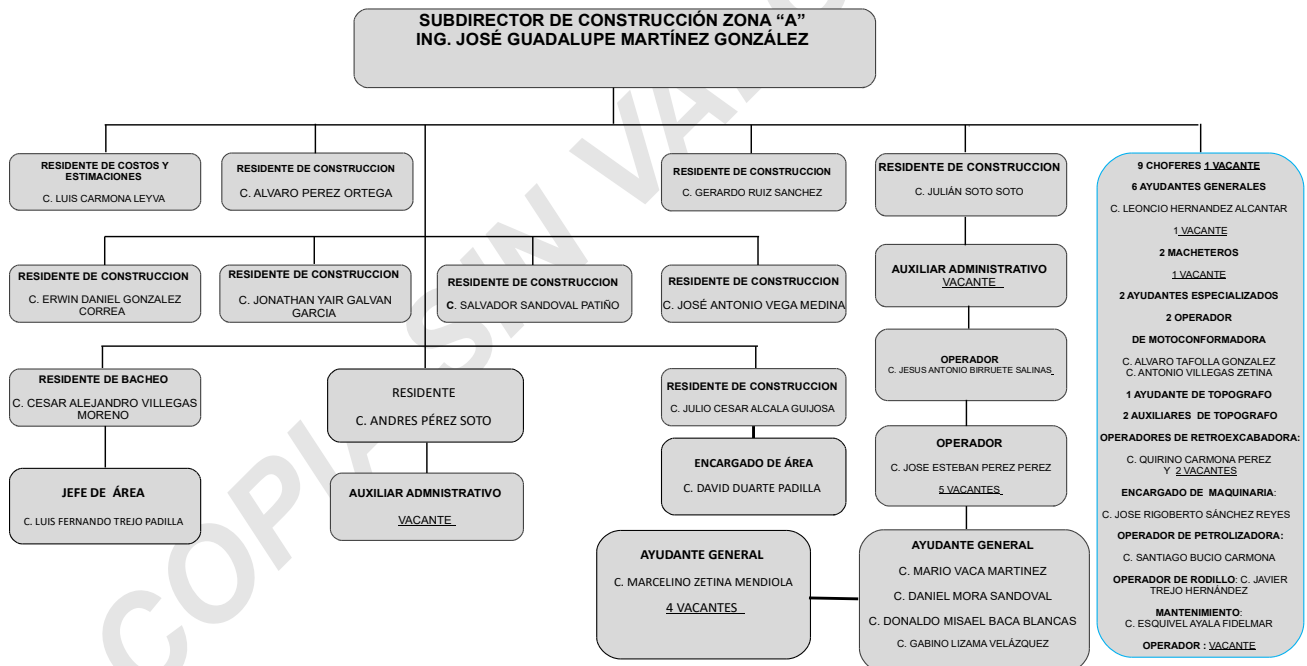 SUBDIRECTOR DE CONSTRUCCIÓN ZONA “A”
ING. JOSÉ GUADALUPE MARTÍNEZ GONZÁLEZ
RESIDENTE DE COSTOS Y
ESTIMACIONES
C. LUIS CARMONA LEYVA
RESIDENTE DE CONSTRUCCION
C. ALVARO PEREZ ORTEGA
RESIDENTE DE CONSTRUCCION
C. GERARDO RUIZ SANCHEZ
RESIDENTE DE CONSTRUCCION
C. JULIÁN SOTO SOTO
9 CHOFERES 1 VACANTE
6 AYUDANTES GENERALES
C. LEONCIO HERNANDEZ ALCANTAR
1 VACANTE
2 MACHETEROS
1 VACANTE
2 AYUDANTES ESPECIALIZADOS
2 OPERADOR
DE MOTOCONFORMADORA
C. ALVARO TAFOLLA GONZALEZ
C. ANTONIO VILLEGAS ZETINA
1 AYUDANTE DE TOPOGRAFO
2 AUXILIARES DE TOPOGRAFO
OPERADORES DE RETROEXCABADORA:
C. QUIRINO CARMONA PEREZ
Y 2 VACANTES
ENCARGADO DE MAQUINARIA:
C. JOSE RIGOBERTO SÁNCHEZ REYES
OPERADOR DE PETROLIZADORA:
C. SANTIAGO BUCIO CARMONA
OPERADOR DE RODILLO: C. JAVIER
TREJO HERNÁNDEZ
MANTENIMIENTO:
C. ESQUIVEL AYALA FIDELMAR
OPERADOR : VACANTE
RESIDENTE DE CONSTRUCCION
C. ERWIN DANIEL GONZALEZ
CORREA
RESIDENTE DE CONSTRUCCION
C. JONATHAN YAIR GALVAN
GARCIA
RESIDENTE DE CONSTRUCCION
C. SALVADOR SANDOVAL PATIÑO
RESIDENTE DE CONSTRUCCION
C. JOSÉ ANTONIO VEGA MEDINA
AUXILIAR ADMINISTRATIVO
VACANTE
OPERADOR
C. JESUS ANTONIO BIRRUETE SALINAS
RESIDENTE DE BACHEO
C. CESAR ALEJANDRO VILLEGAS
MORENO
RESIDENTE
C. ANDRES PÉREZ SOTO
RESIDENTE DE CONSTRUCCION
C. JULIO CESAR ALCALA GUIJOSA
OPERADOR
C. JOSE ESTEBAN PEREZ PEREZ
5 VACANTES
JEFE DE ÁREA
C. LUIS FERNANDO TREJO PADILLA
AUXILIAR ADMNISTRATIVO
VACANTE
ENCARGADO DE ÁREA
C. DAVID DUARTE PADILLA
AYUDANTE GENERAL
C. MARCELINO ZETINA MENDIOLA
4 VACANTES
AYUDANTE GENERAL
C. MARIO VACA MARTINEZ
C. DANIEL MORA SANDOVAL
C. DONALDO MISAEL BACA BLANCAS
C. GABINO LIZAMA VELÁZQUEZ
COPIA SIN VAL